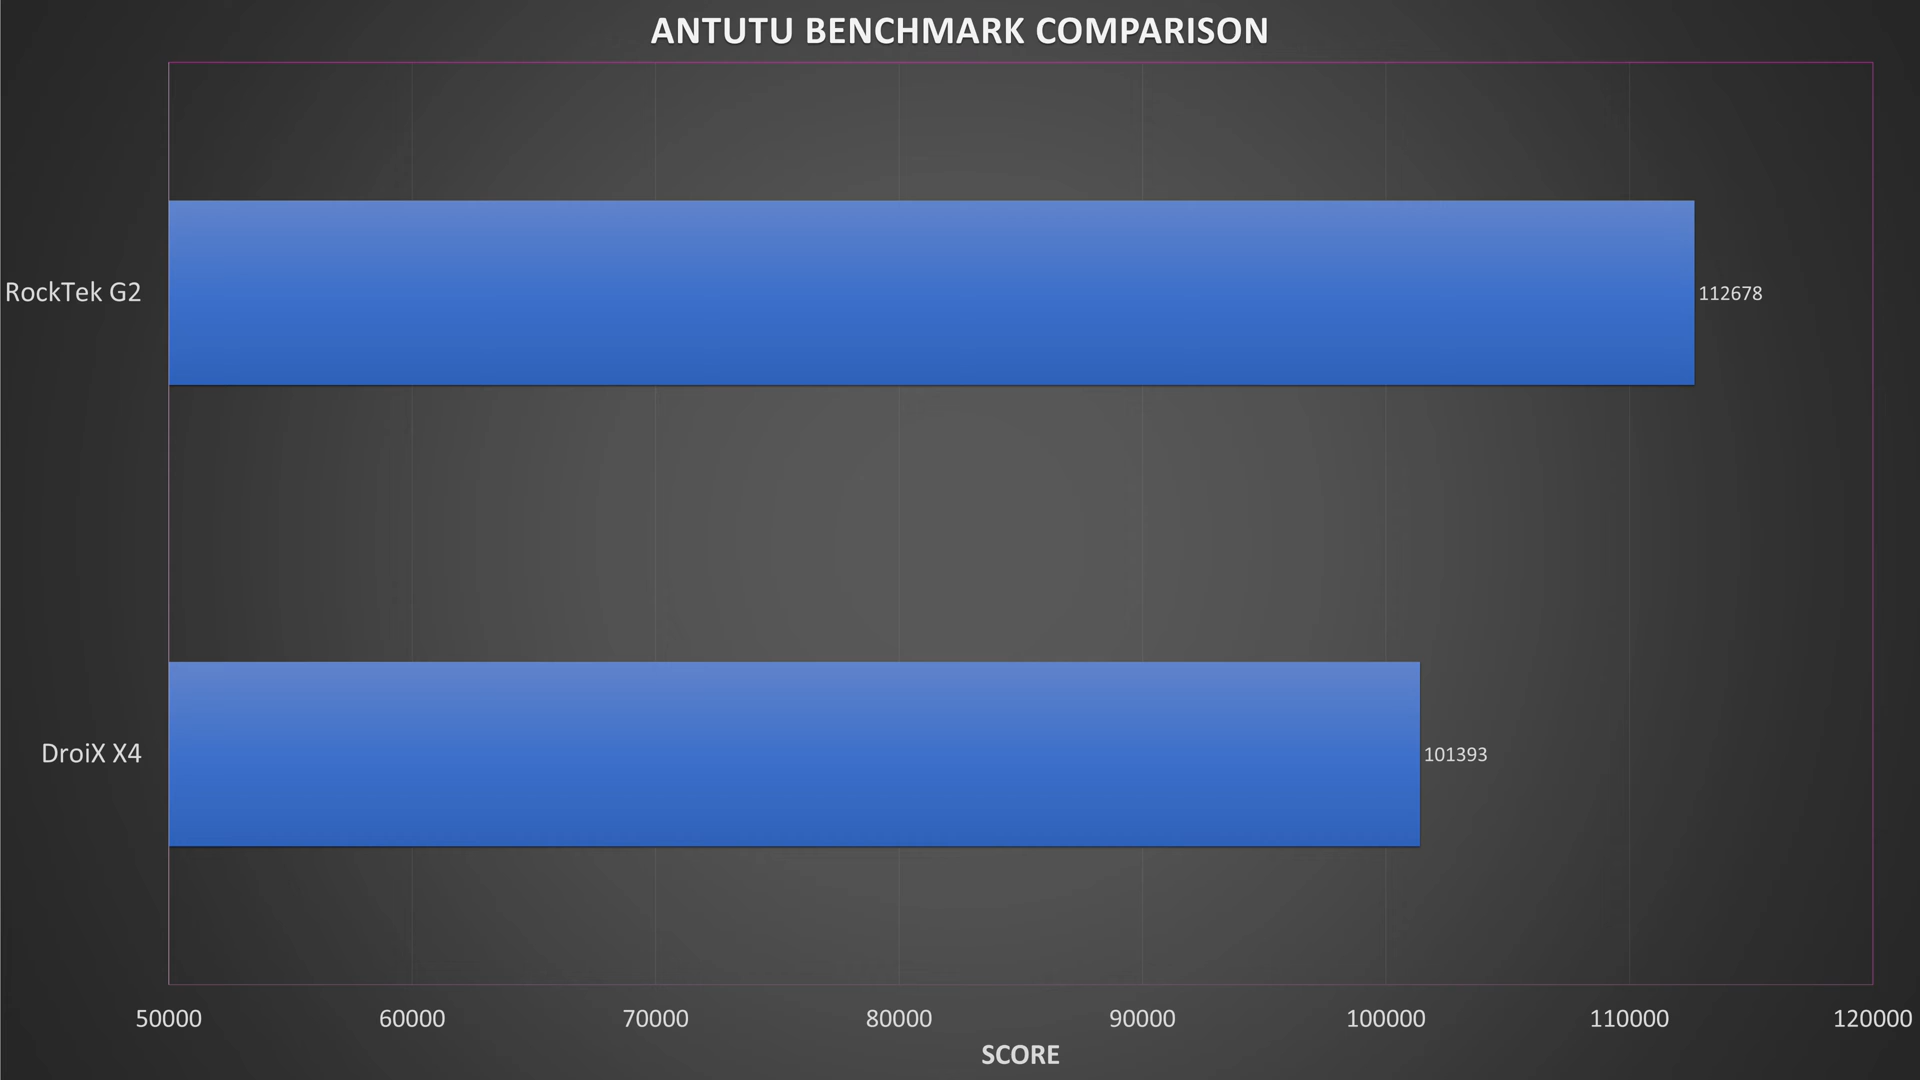 ANTUTU BENCHMARK COMPARISON
RockTek G2
112678
DroiX X4
101393
50000 60000 70000 80000 90000 100000 110000 120000
SCORE